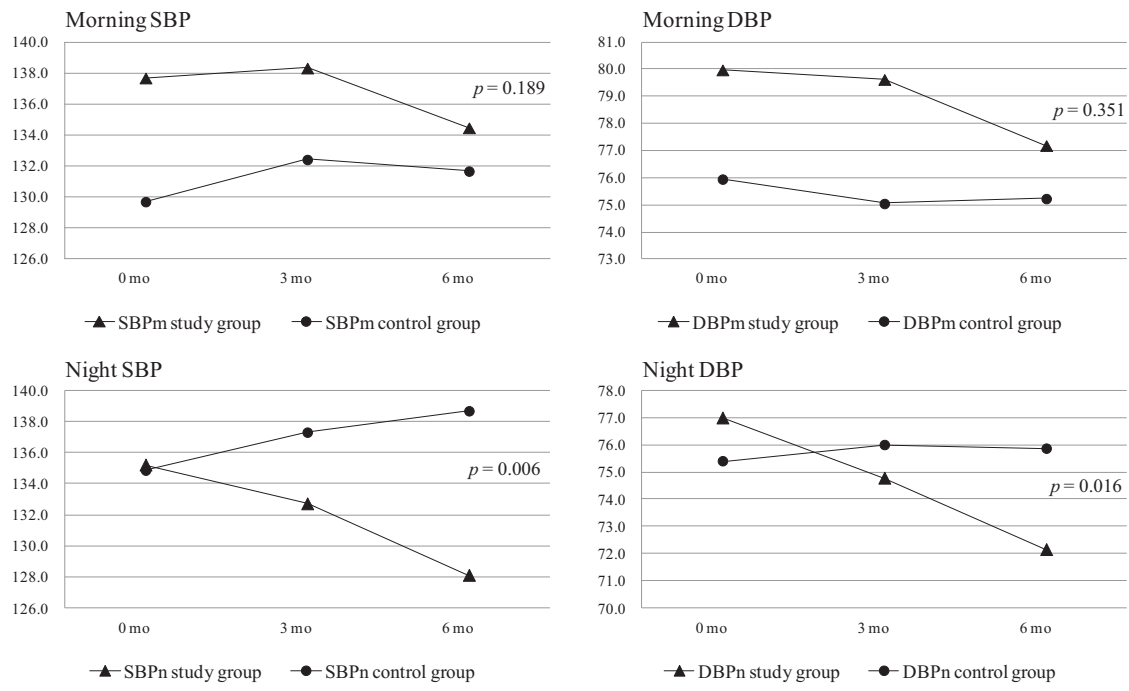 Morning SBP
140.0
138.0
136.0
134.0
132.0
130.0
128.0
126.0
p = 0.189
0 mo 3 mo 6 mo
SBPm study group SBPm control group
Morning DBP
81.0
80.0
79.0
78.0
77.0
76.0
75.0
74.0
73.0
p = 0.351
0 mo 3 mo 6 mo
DBPm study group DBPm control group
Night SBP
140.0
138.0
136.0
134.0
132.0
130.0
128.0
126.0
p = 0.006
0 mo 3 mo 6 mo
SBPn study group SBPn control group
Night DBP
78.0
77.0
76.0
75.0
74.0
73.0
72.0
71.0
70.0
p = 0.016
0 mo 3 mo 6 mo
DBPn study group DBPn control group